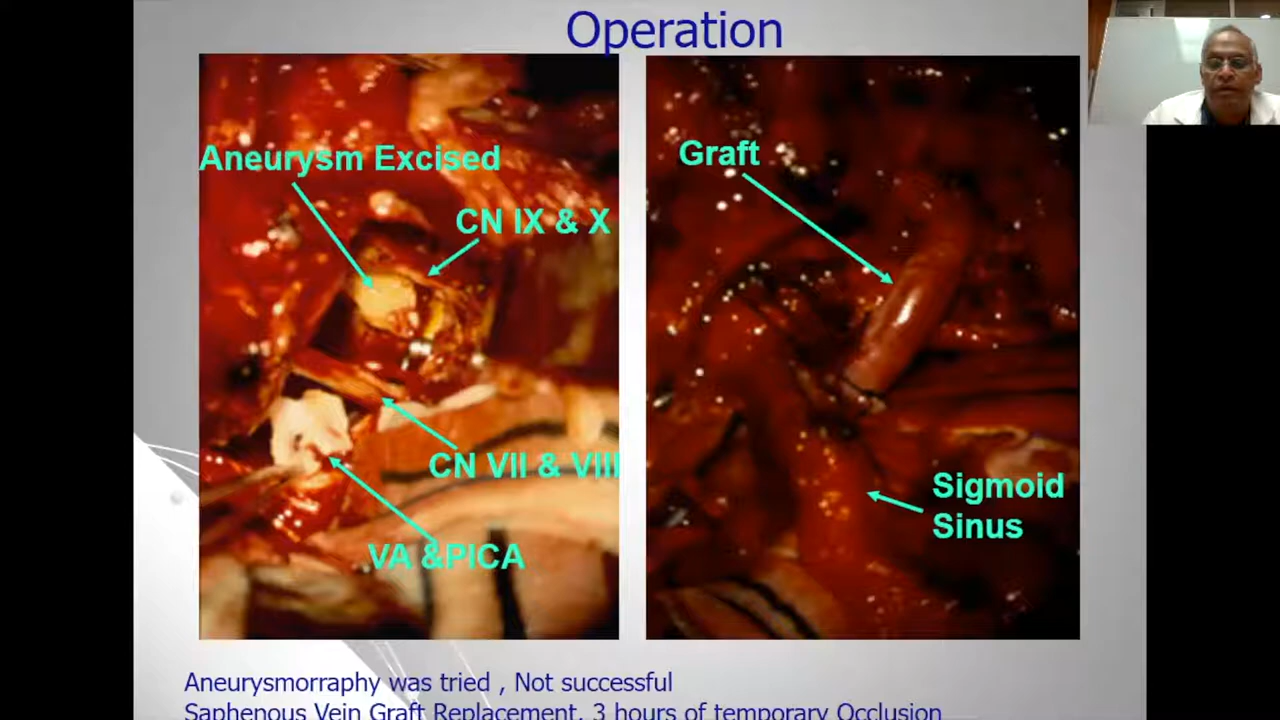 Operation
Aneurysm Excised
CN IX & X
CN VII & VIII
VA &PICA
Graft
Sigmoid
Sinus
Aneurysmorraphy was tried , Not successful
Saphenous Vein Graft Replacement, 3 hours of temporary Occlusion